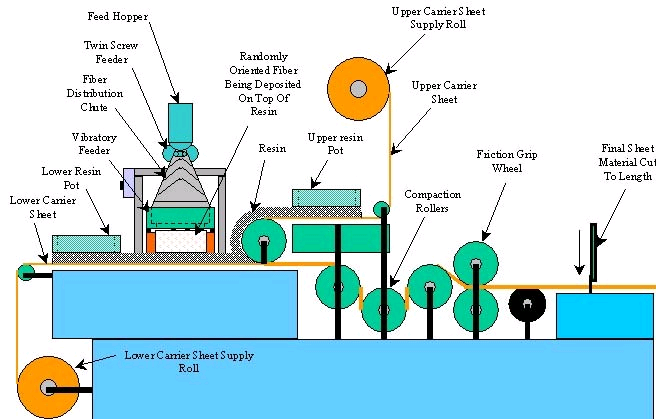 Feed Hopper
Twin Screw
Feeder
Fiber
Distribution
Chute
Vibratory
Feeder
Lower Resin
Pot
Lower Carrier
Sheet
Randomly
Oriented Fiber
Being Deposited
On Top Of
Resin
Resin
Upper resin
Pot
Upper Carrier Sheet
Supply Roll
Upper Carrier
Sheet
Compaction
Rollers
Friction Grip
Wheel
Final Sheet
Material Cut
To Length
Lower Carrier Sheet Supply
Roll